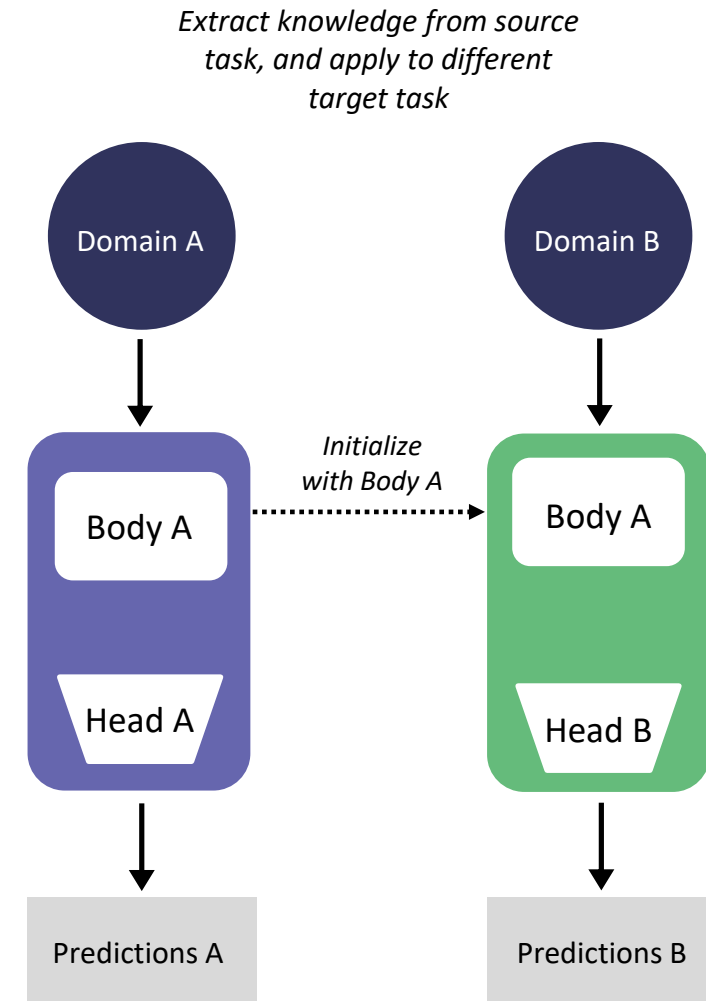 Extract knowledge from source
task, and apply to different
target task
Domain A
Domain B
Initialize
with Body A
Body A
Body A
Head A
Head B
Predictions A
Predictions B